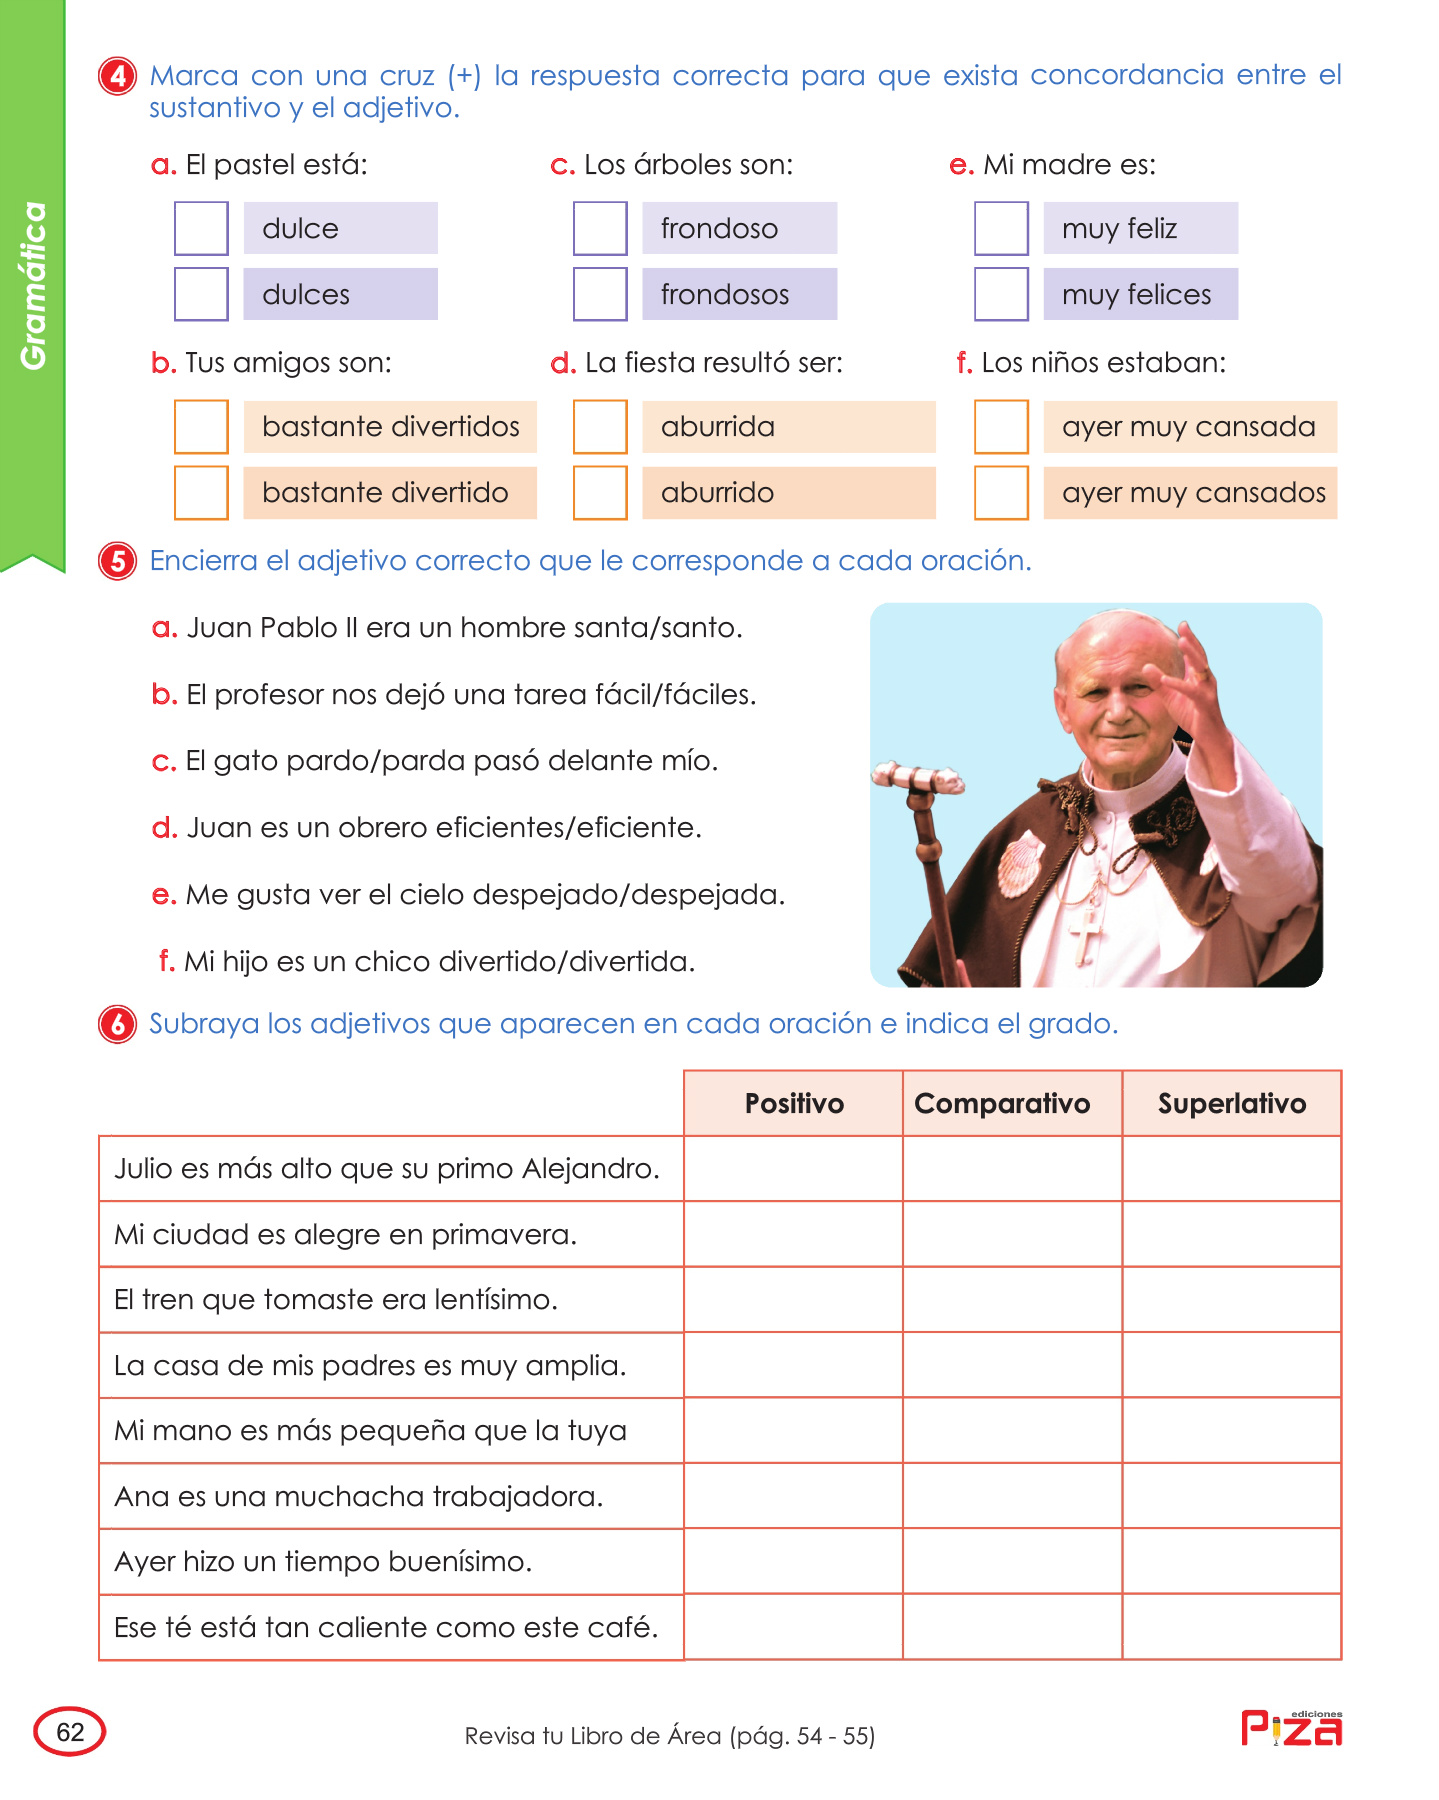 Gramática
4 Marca con una cruz (+) la respuesta correcta para que exista concordancia entre el
sustantivo y el adjetivo.
a. El pastel está:
dulce
dulces
c. Los árboles son:
frondoso
frondosos
e. Mi madre es:
muy feliz
muy felices
b. Tus amigos son:
bastante divertidos
bastante divertido
d. La fiesta resultó ser:
aburrida
aburrido
f. Los niños estaban:
ayer muy cansada
ayer muy cansados
5 Encierra el adjetivo correcto que le corresponde a cada oración.
a. Juan Pablo II era un hombre santa/santo.
b. El profesor nos dejó una tarea fácil/fáciles.
c. El gato pardo/parda pasó delante mío.
d. Juan es un obrero eficientes/eficiente.
e. Me gusta ver el cielo despejado/despejada.
f. Mi hijo es un chico divertido/divertida.
6 Subraya los adjetivos que aparecen en cada oración e indica el grado.
Positivo Comparativo Superlativo
Julio es más alto que su primo Alejandro.
Mi ciudad es alegre en primavera.
El tren que tomaste era lentísimo.
La casa de mis padres es muy amplia.
Mi mano es más pequeña que la tuya
Ana es una muchacha trabajadora.
Ayer hizo un tiempo buenísimo.
Ese té está tan caliente como este café.
62
Revisa tu Libro de Área (pág. 54 - 55)
ediciones
Piza